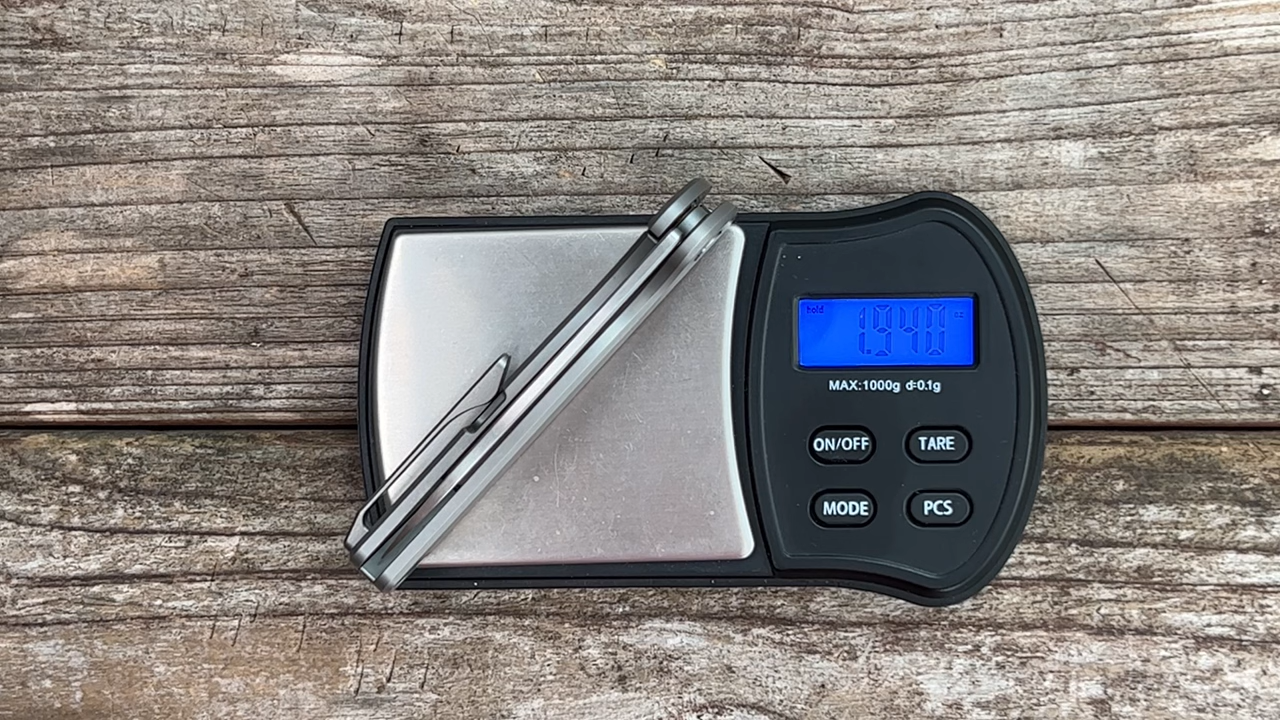 hold 1.940 oz
MAX:1000g d=0.1g
ON/OFF TARE
MODE PCS